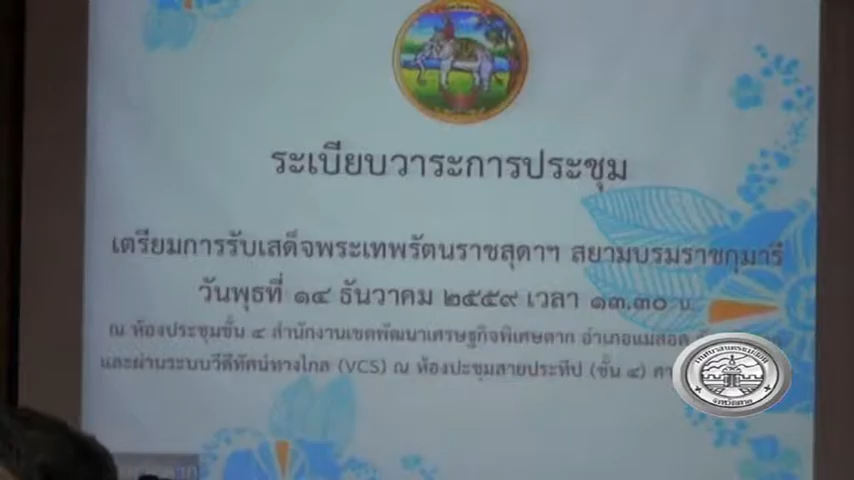 ระเบียบวาระการประชุม
เตรียมการรับเสด็จพระเทพรัตนราชสุดาฯ สยามบรมราชกุมารี
วันพุธที่ ๑๔ ธันวาคม ๒๕๕๙ เวลา ๑๓.๓๐ น.
ณ ห้องประชุมชั้น ๔ สำนักงานเขตพัฒนาเศรษฐกิจพิเศษตาก อำเภอแม่สอด
และผ่านระบบวีดีทัศน์ทางไกล (VCS) ณ ห้องปะชุมสายประทีป (ชั้น ๔)
จังหวัดตาก